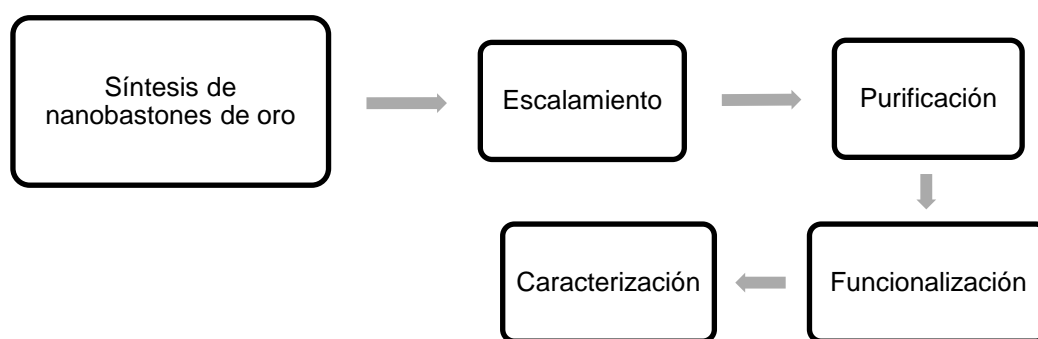 Síntesis de
nanobastones de oro
Escalamiento
Purificación
Funcionalización
Caracterización